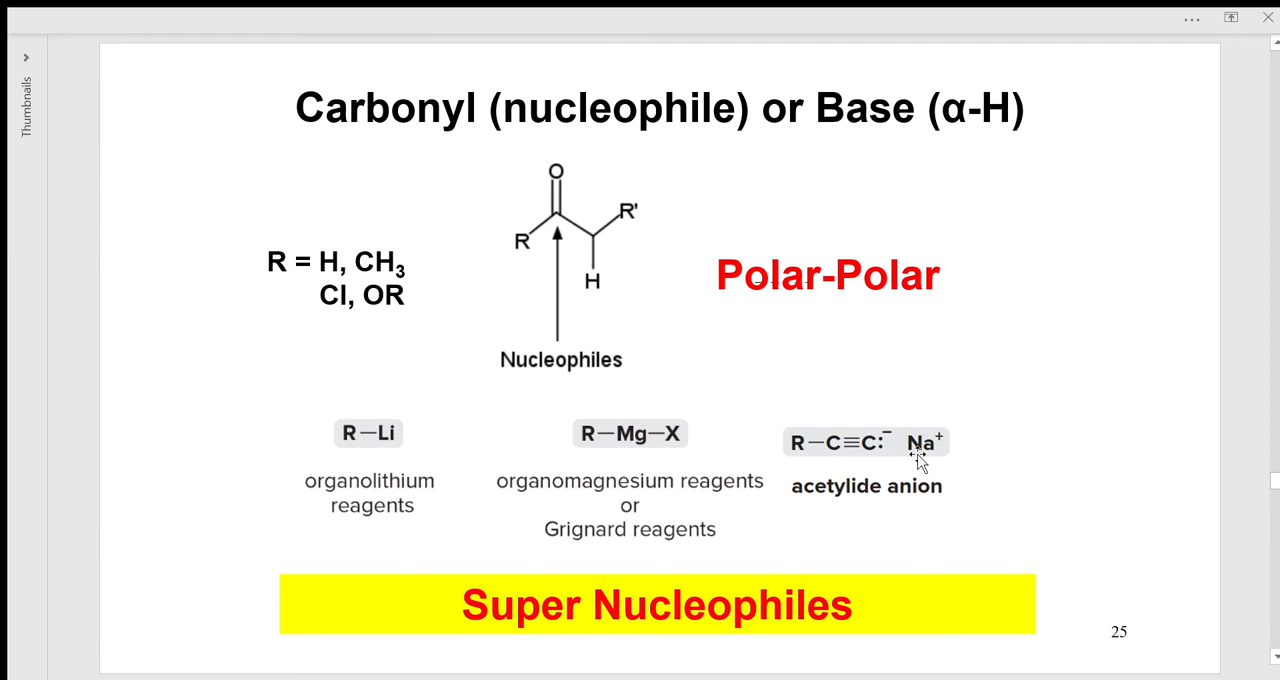 Thumbnails
Carbonyl (nucleophile) or Base (α-H)
O
R'
R
H
R = H, CH₃
Cl, OR
Polar-Polar
Nucleophiles
R—Li
R—Mg—X
R—C≡C:⁻ Na⁺
organolithium
reagents
organomagnesium reagents
or
Grignard reagents
acetylide anion
Super Nucleophiles
25